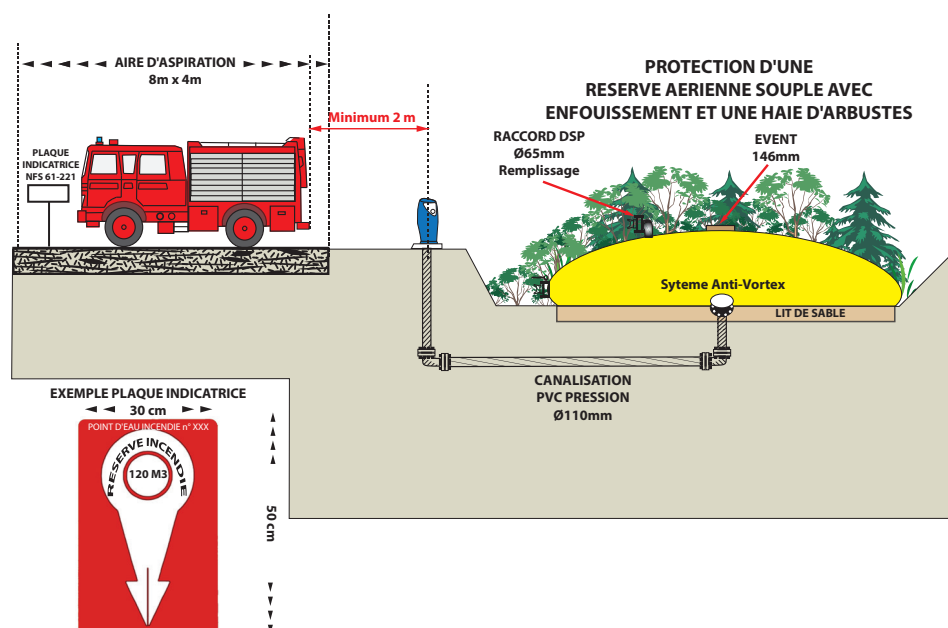 AIRE D'ASPIRATION
8m x 4m
Minimum 2 m
PROTECTION D'UNE
RESERVE AERIENNE SOUPLE AVEC
ENFOUISSEMENT ET UNE HAIE D'ARBUSTES
PLAQUE
INDICATRICE
NFS 61-221
RACCORD DSP
Ø65mm
Remplissage
EVENT
146mm
Syteme Anti-Vortex
LIT DE SABLE
CANALISATION
PVC PRESSION
Ø110mm
EXEMPLE PLAQUE INDICATRICE
30 cm
POINT D'EAU INCENDIE n° XXX
RESERVE INCENDIE
120 M3
50 cm